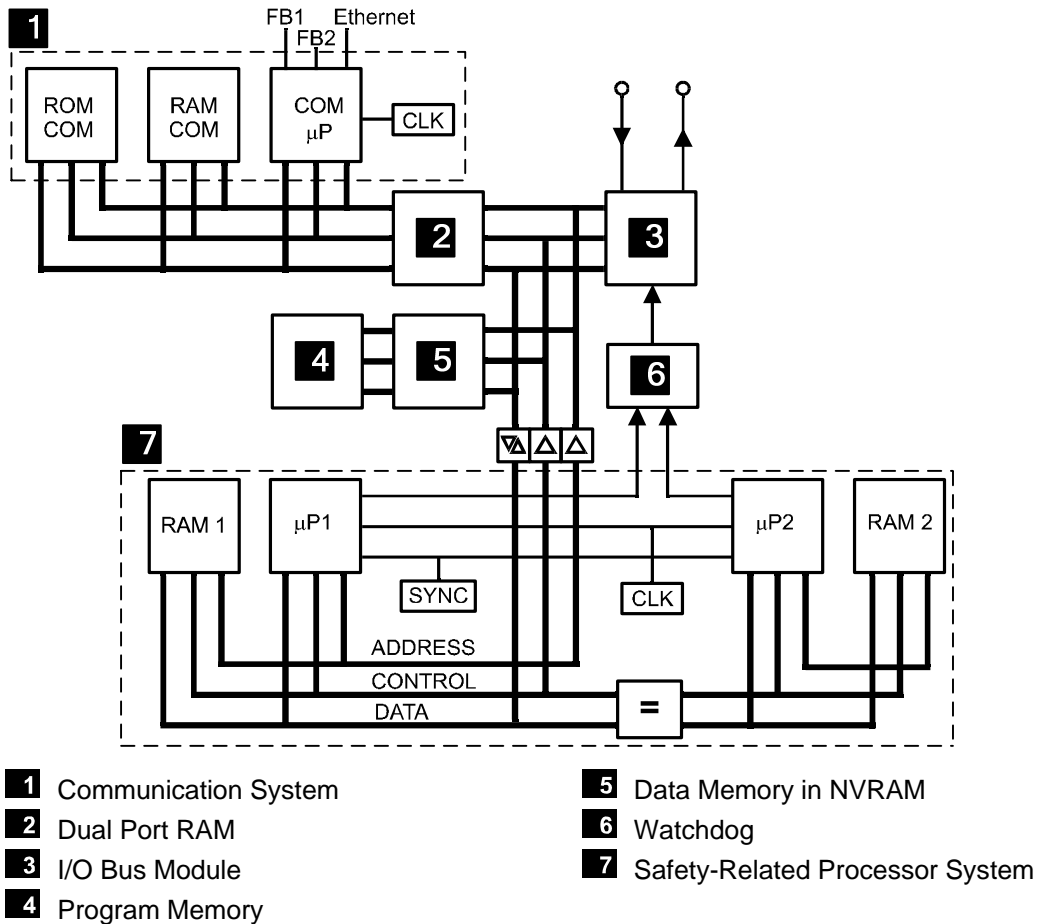 FB1 Ethernet
1 FB2
ROM COM
RAM COM
COM µP
CLK
2
3
4
5
6
7
RAM 1
µP1
µP2
RAM 2
SYNC
CLK
ADDRESS
CONTROL
DATA
=
1 Communication System
2 Dual Port RAM
3 I/O Bus Module
4 Program Memory
5 Data Memory in NVRAM
6 Watchdog
7 Safety-Related Processor System